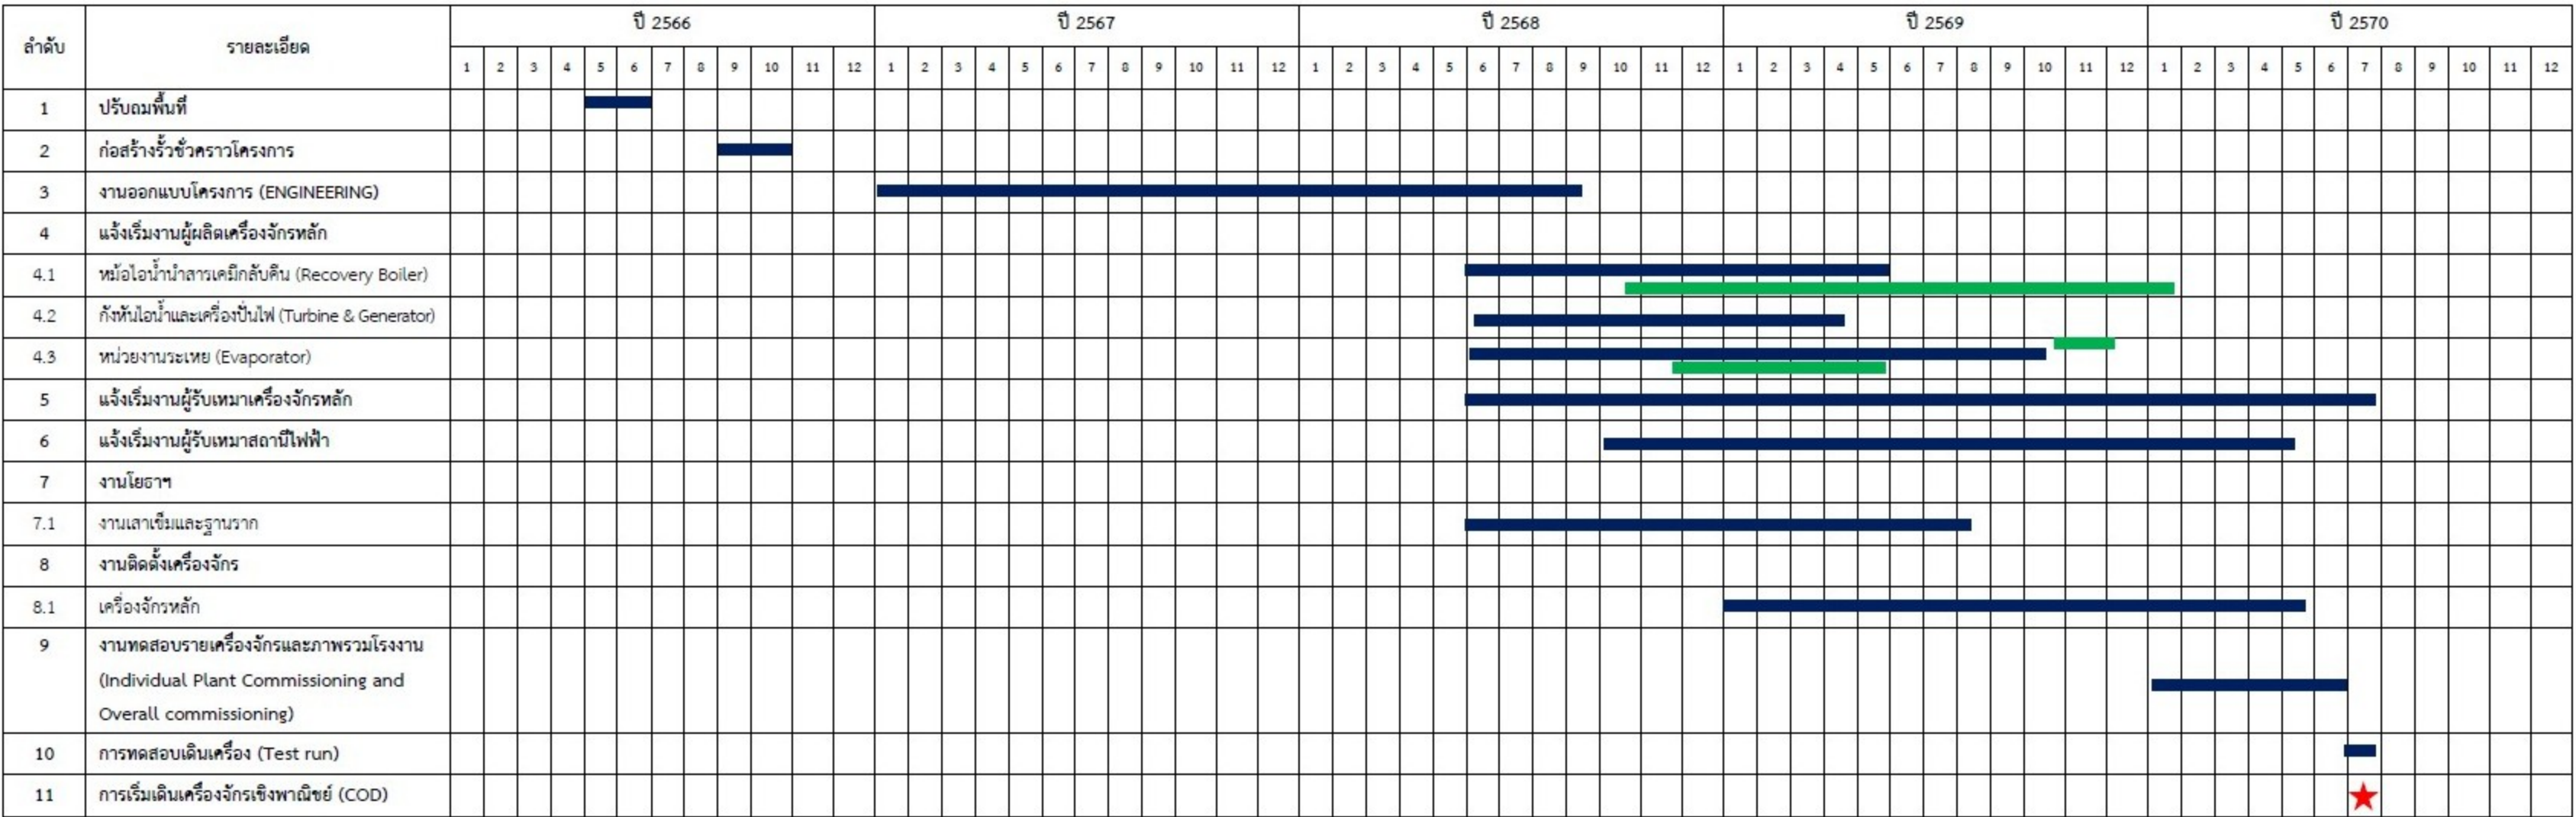 ลำดับ รายละเอียด ปี 2566 ปี 2567 ปี 2568 ปี 2569 ปี 2570
1 2 3 4 5 6 7 8 9 10 11 12 1 2 3 4 5 6 7 8 9 10 11 12 1 2 3 4 5 6 7 8 9 10 11 12 1 2 3 4 5 6 7 8 9 10 11 12 1 2 3 4 5 6 7 8 9 10 11 12
1 ปรับถมพื้นที่
2 ก่อสร้างรั้วชั่วคราวโครงการ
3 งานออกแบบโครงการ (ENGINEERING)
4 แจ้งเริ่มงานผู้ผลิตเครื่องจักรหลัก
4.1 หม้อไอน้ำนำสารเคมีกลับคืน (Recovery Boiler)
4.2 กังหันไอน้ำและเครื่องปั่นไฟ (Turbine & Generator)
4.3 หน่วยงานระเหย (Evaporator)
5 แจ้งเริ่มงานผู้รับเหมาเครื่องจักรหลัก
6 แจ้งเริ่มงานผู้รับเหมาสถานีไฟฟ้า
7 งานโยธาฯ
7.1 งานเสาเข็มและฐานราก
8 งานติดตั้งเครื่องจักร
8.1 เครื่องจักรหลัก
9 งานทดสอบรายเครื่องจักรและภาพรวมโรงงาน
(Individual Plant Commissioning and
Overall commissioning)
10 การทดสอบเดินเครื่อง (Test run)
11 การเริ่มเดินเครื่องจักรเชิงพาณิชย์ (COD)